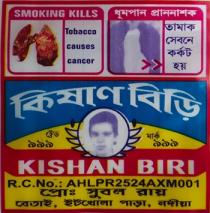 SMOKING KILLS
ধূমপান প্রাননাশক
Tobacco
causes
cancer
তামাক
সেবনে
কর্কট
হয়
কিষাণ বিড়ি
ট্রেড মার্ক
৯৯৯ ৯৯৯
KISHAN BIRI
R.C.No.: AHLPR2524AXM001
প্রোঃ সুবল রায়
বেতাই, ইটখোলা পাড়া, নদীয়া